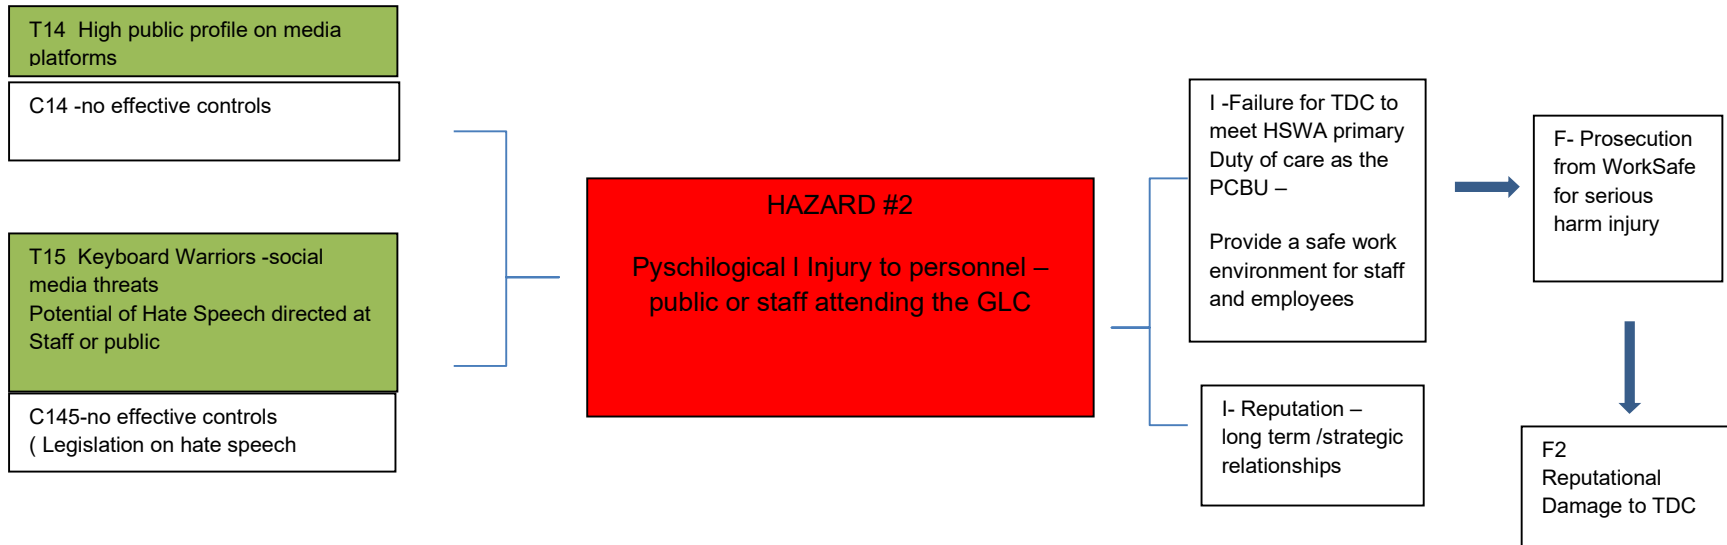 T14  High public profile on media
platforms
C14 -no effective controls
T15  Keyboard Warriors -social
media threats
Potential of Hate Speech directed at
Staff or public
C145-no effective controls
( Legislation on hate speech
HAZARD #2
Pyschilogical I Injury to personnel –
public or staff attending the GLC
I -Failure for TDC to
meet HSWA primary
Duty of care as the
PCBU –
Provide a safe work
environment for staff
and employees
I- Reputation –
long term /strategic
relationships
F- Prosecution
from WorkSafe
for serious
harm injury
F2
Reputational
Damage to TDC